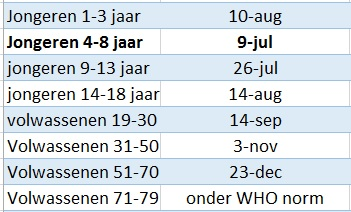 Jongeren 1-3 jaar 10-aug
Jongeren 4-8 jaar 9-jul
jongeren 9-13 jaar 26-jul
jongeren 14-18 jaar 14-aug
volwassenen 19-30 14-sep
Volwassenen 31-50 3-nov
Volwassenen 51-70 23-dec
Volwassenen 71-79 onder WHO norm